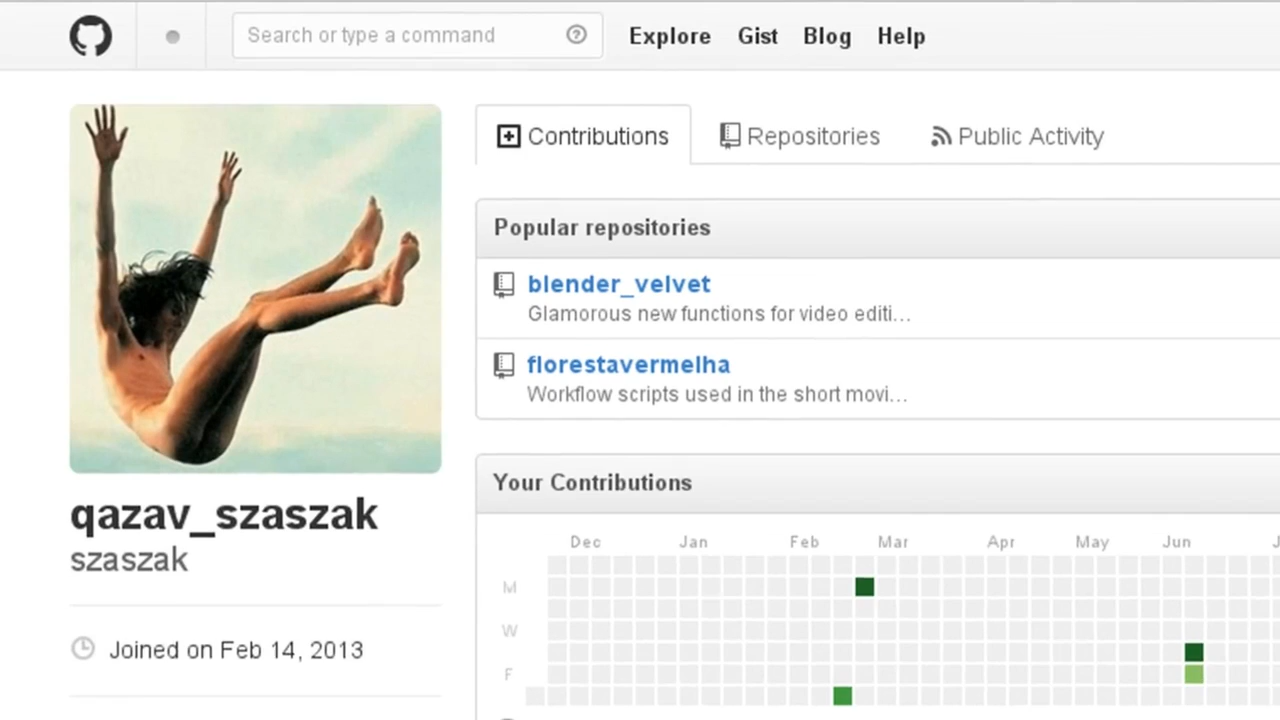 Search or type a command
Explore Gist Blog Help
Contributions Repositories Public Activity
Popular repositories
blender_velvet
Glamorous new functions for video editi...
florestavermelha
Workflow scripts used in the short movi...
qazav_szaszak
szaszak
Joined on Feb 14, 2013
Your Contributions
Dec Jan Feb Mar Apr May Jun J
M
W
F